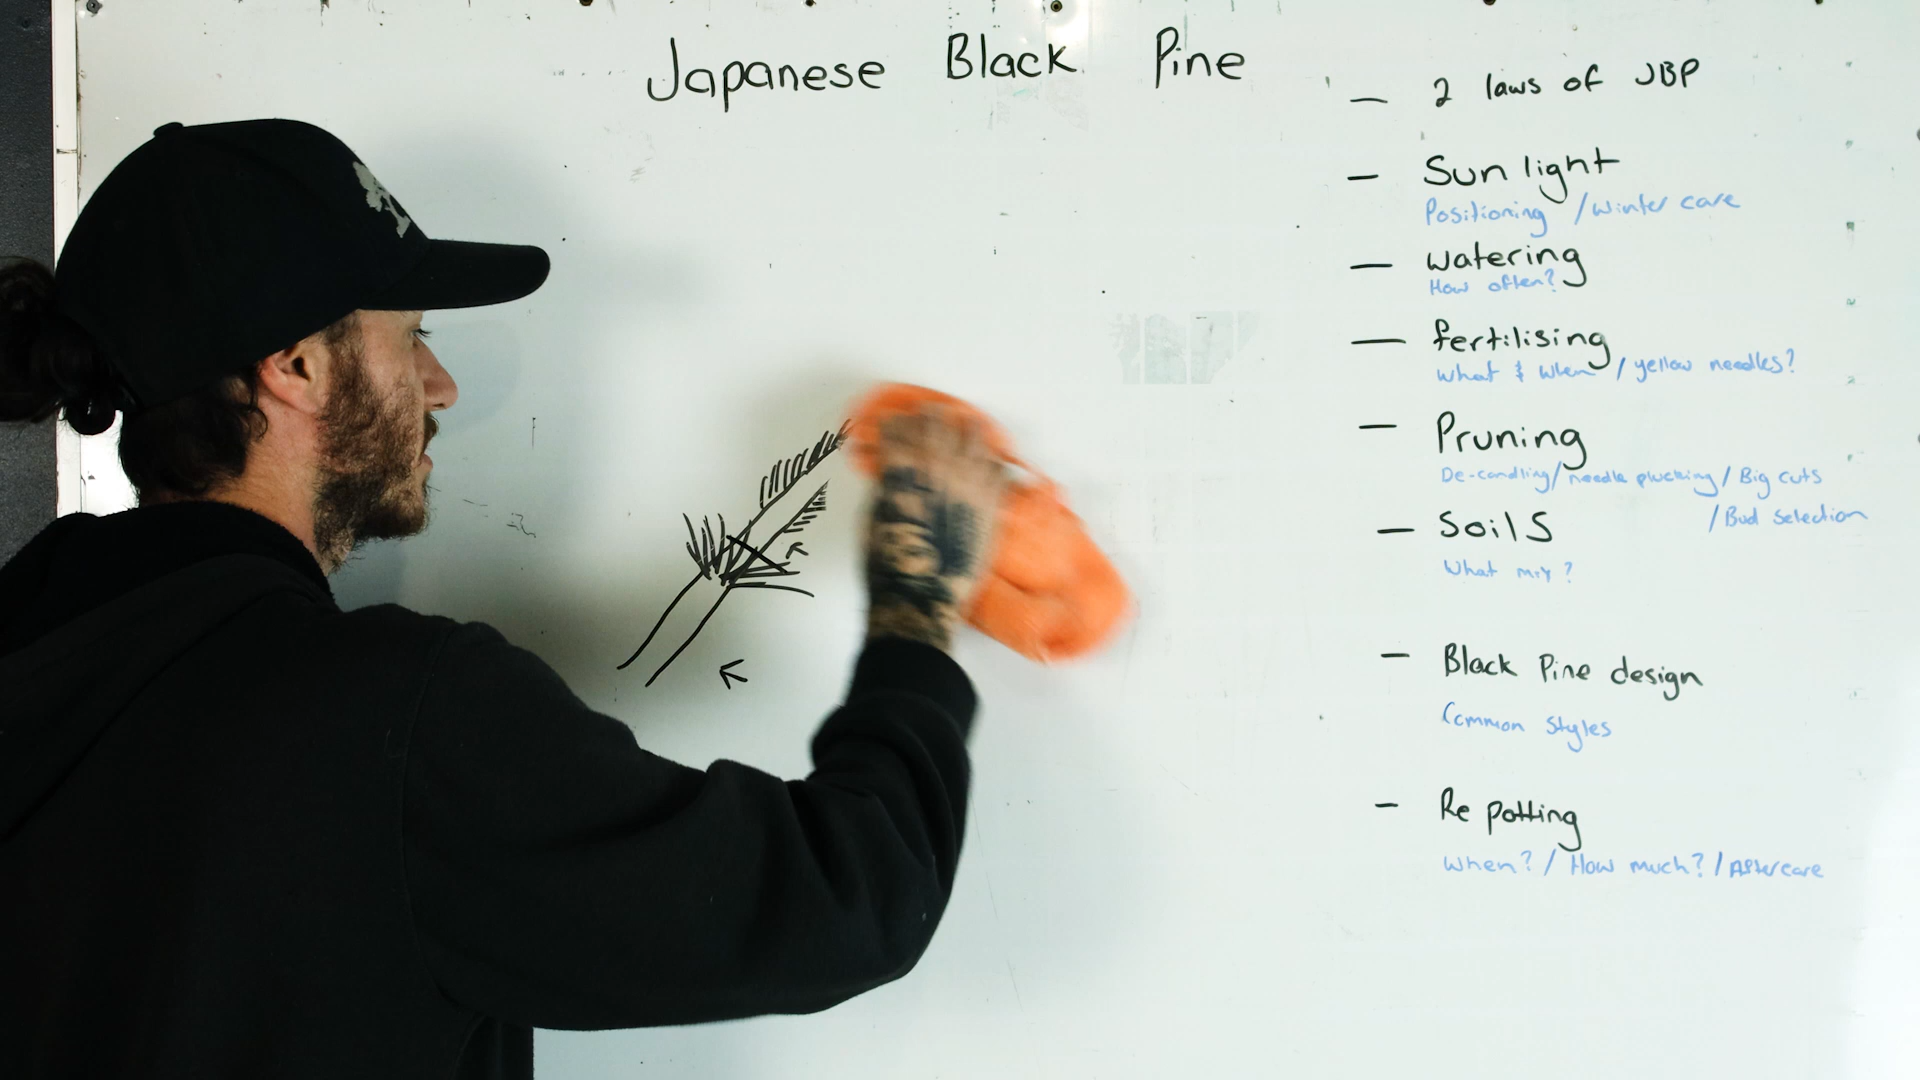 Japanese Black Pine
— 2 laws of JBP
— Sun light
Positioning / winter care
— watering
How often?
— fertilising
What & When / yellow needles?
— Pruning
De-candling / needle plucking / Big cuts
/ Bud Selection
— Soils
What mix?
— Black Pine design
Common Styles
— Re potting
When? / How much? / Aftercare